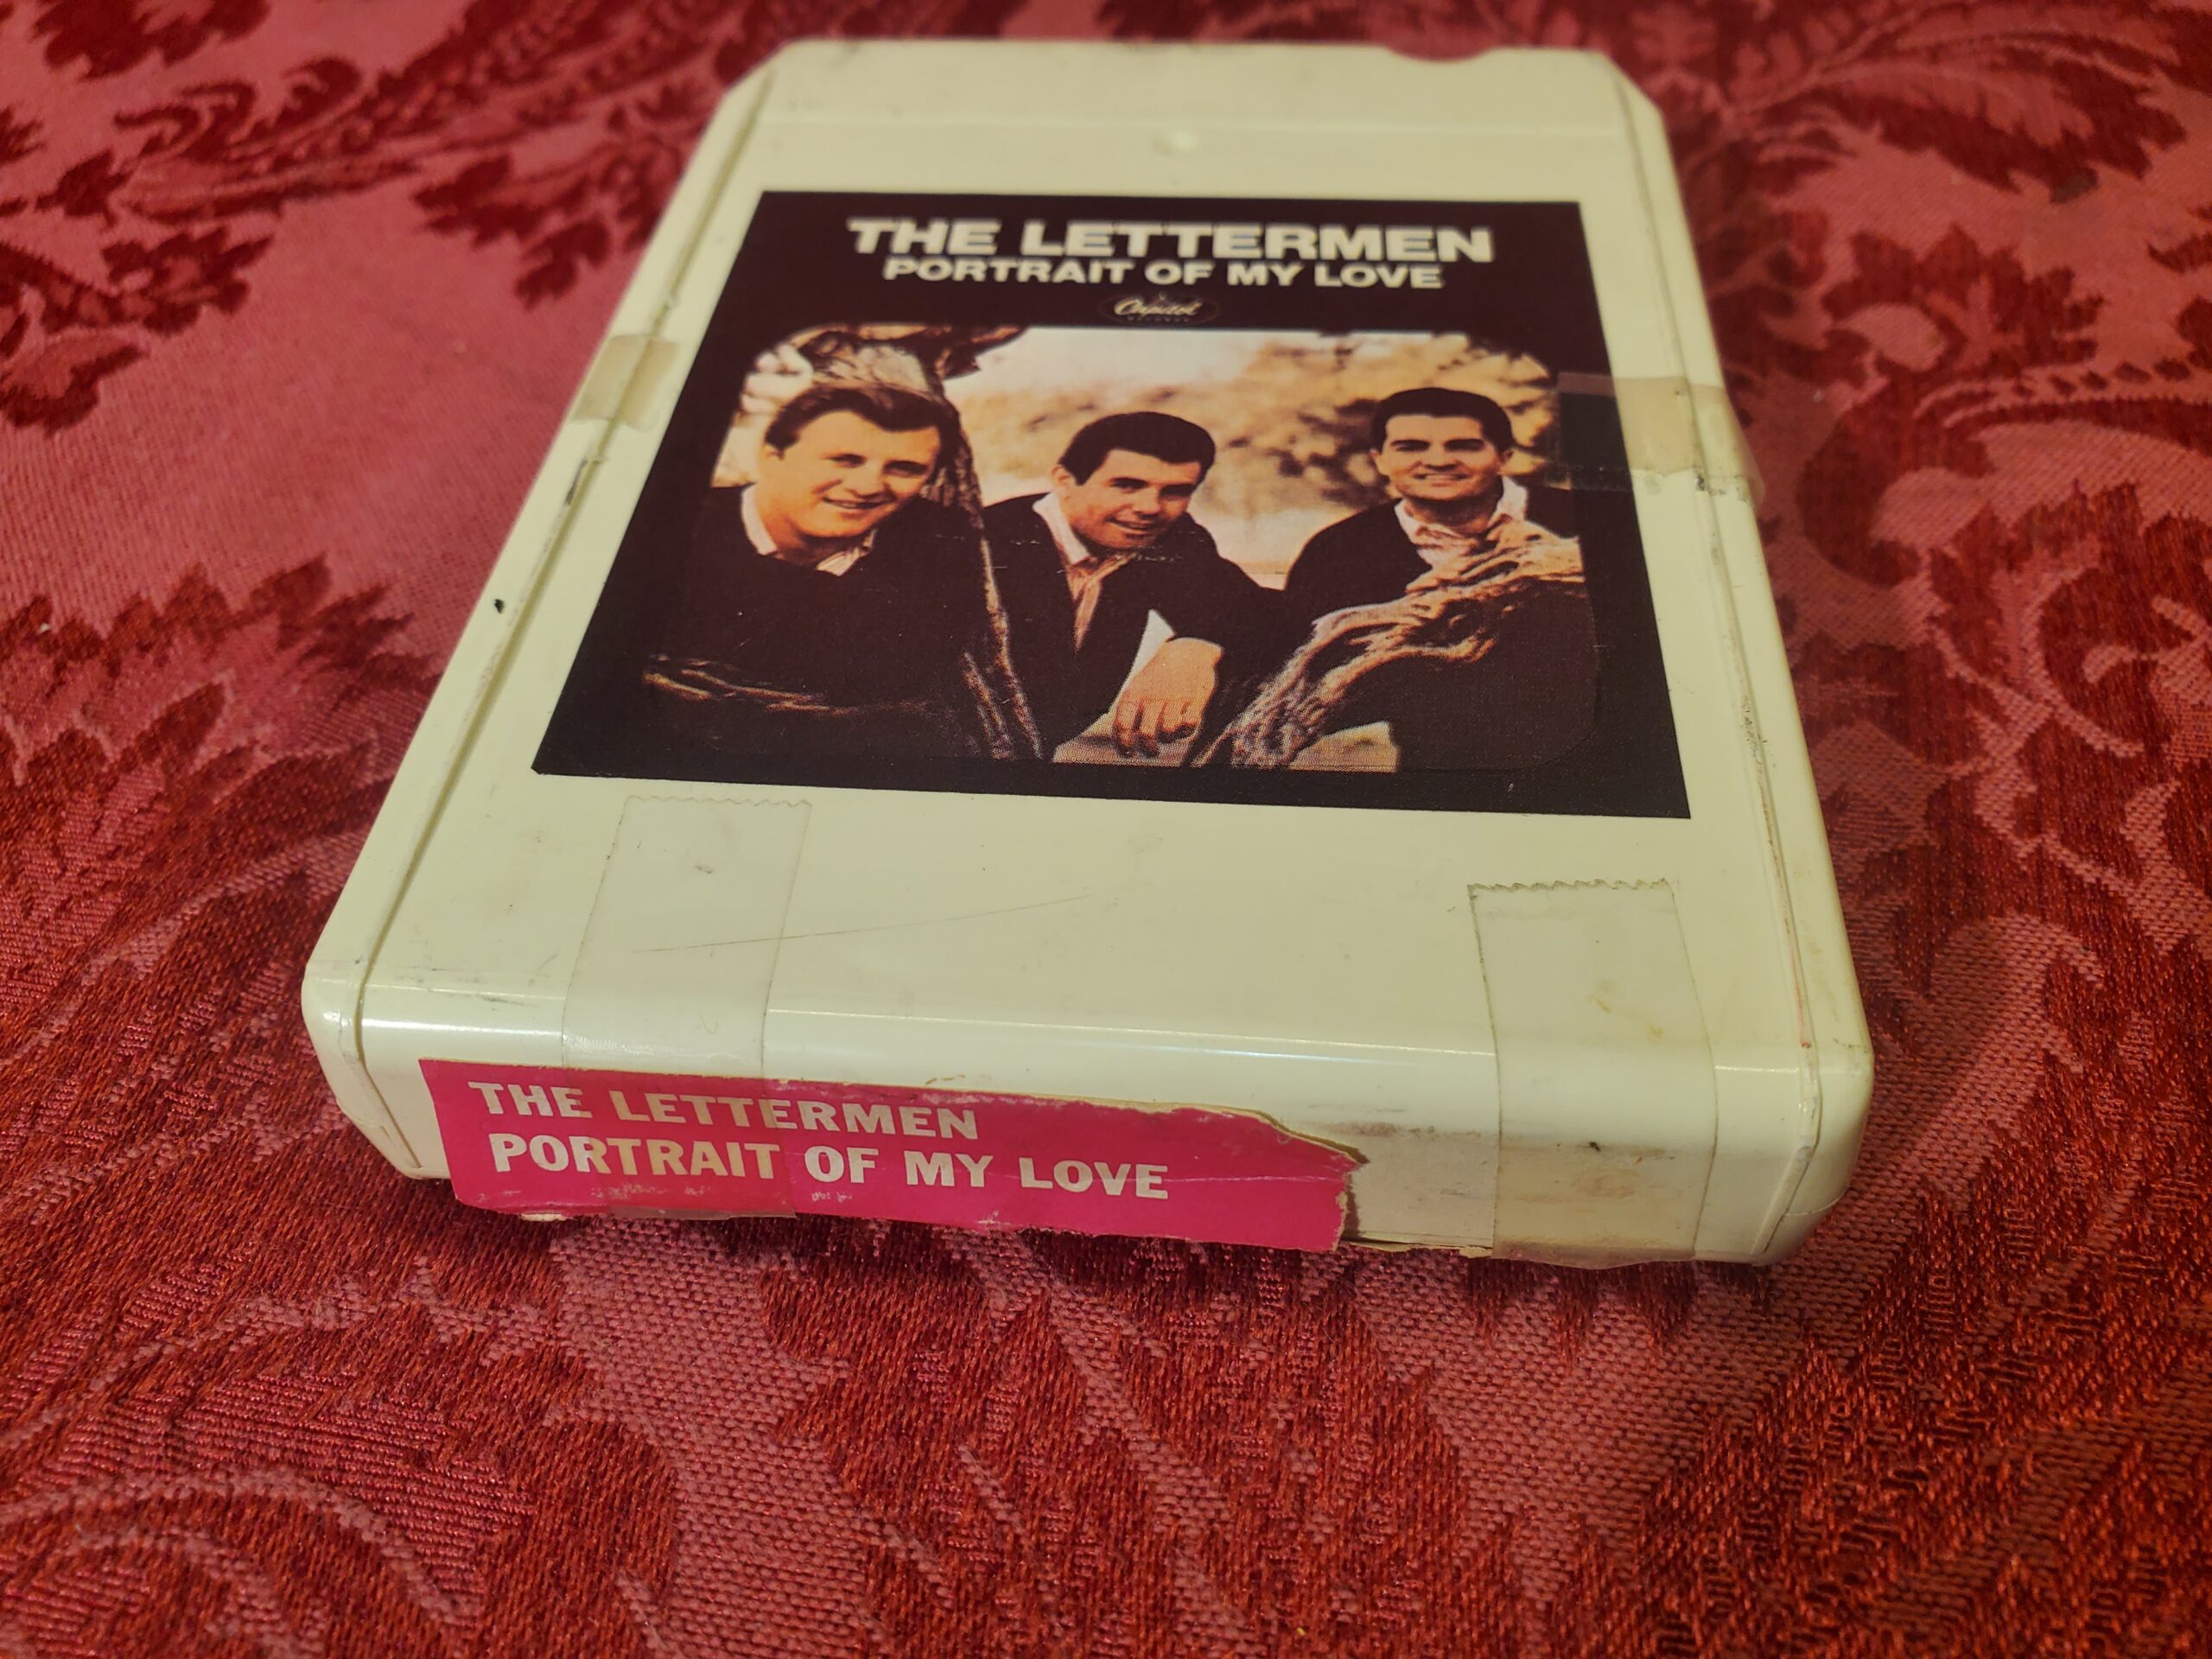 THE LETTERMEN
PORTRAIT OF MY LOVE
Capitol
THE LETTERMEN
PORTRAIT OF MY LOVE